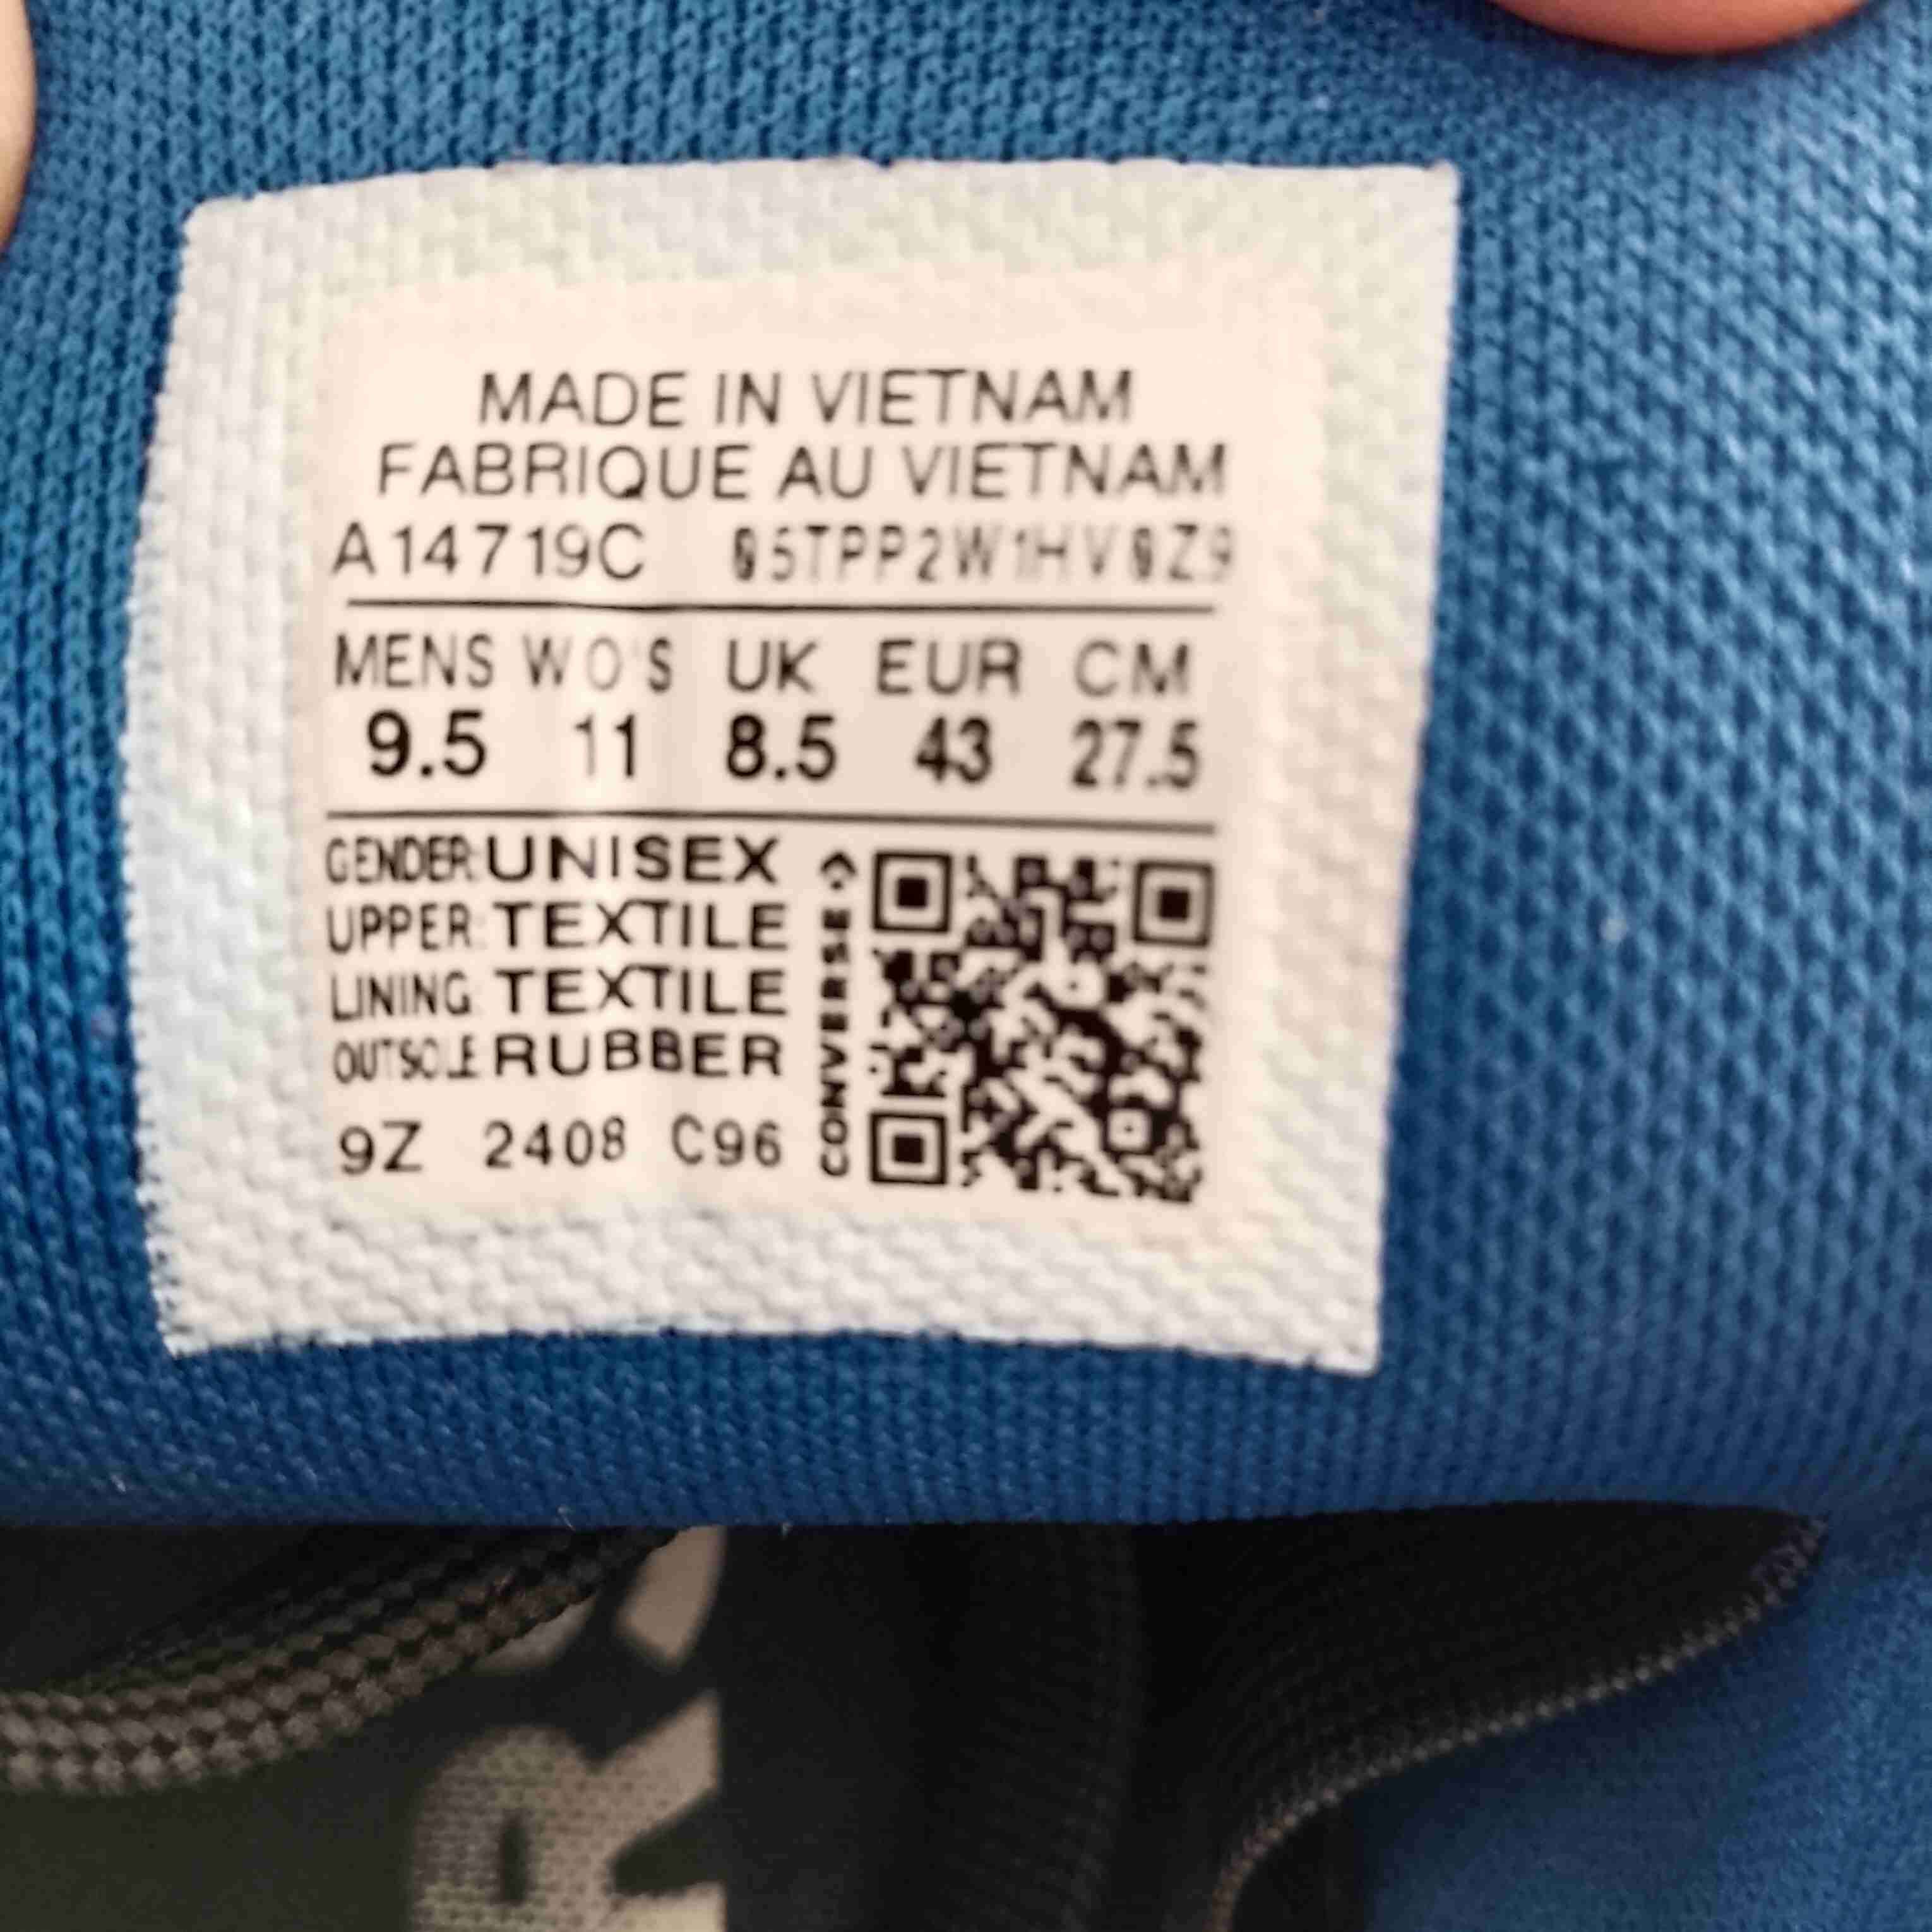 MADE IN VIETNAM
FABRIQUE AU VIETNAM
A14719C 05TPP2W1HV0Z9
MENS WO'S UK EUR CM
9.5 11 8.5 43 27.5
GENDER: UNISEX
UPPER: TEXTILE
LINING: TEXTILE
OUTSOLE: RUBBER
9Z 2408 C96
CONVERSE
R